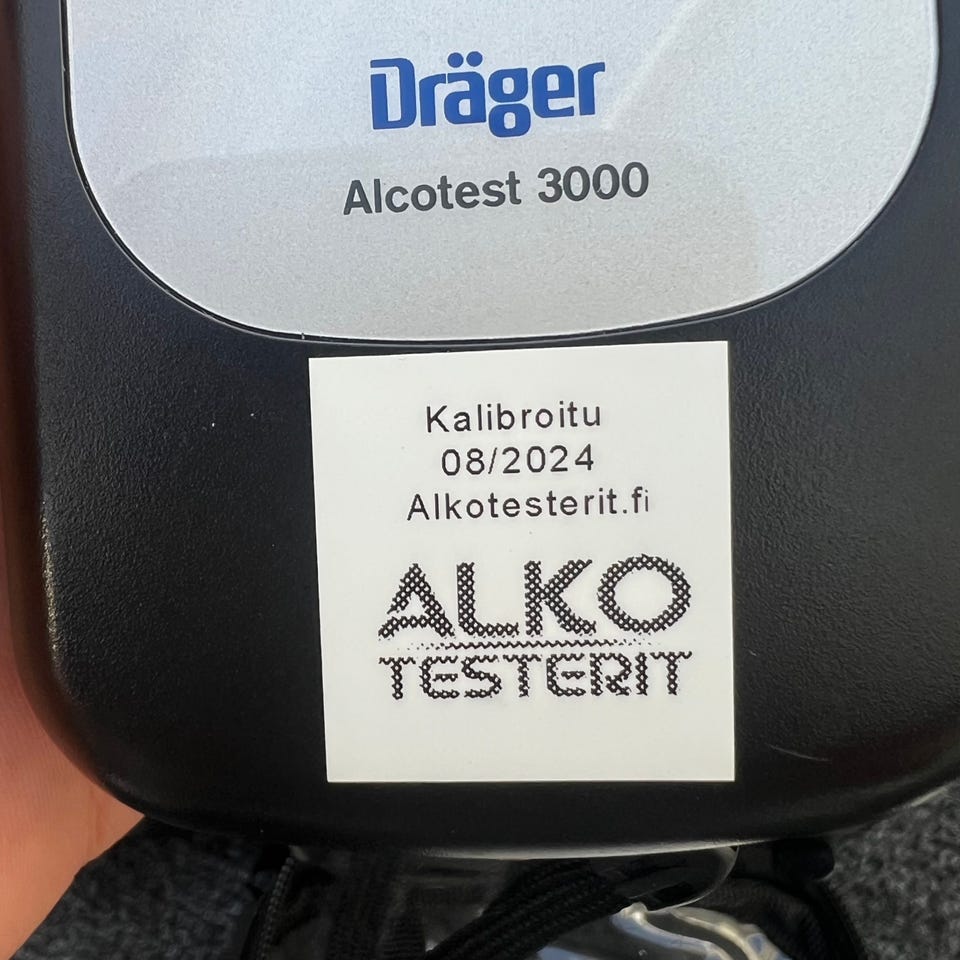 Dräger
Alcotest 3000
Kalibroitu
08/2024
Alkotesterit.fi
ALKO
TESTERIT